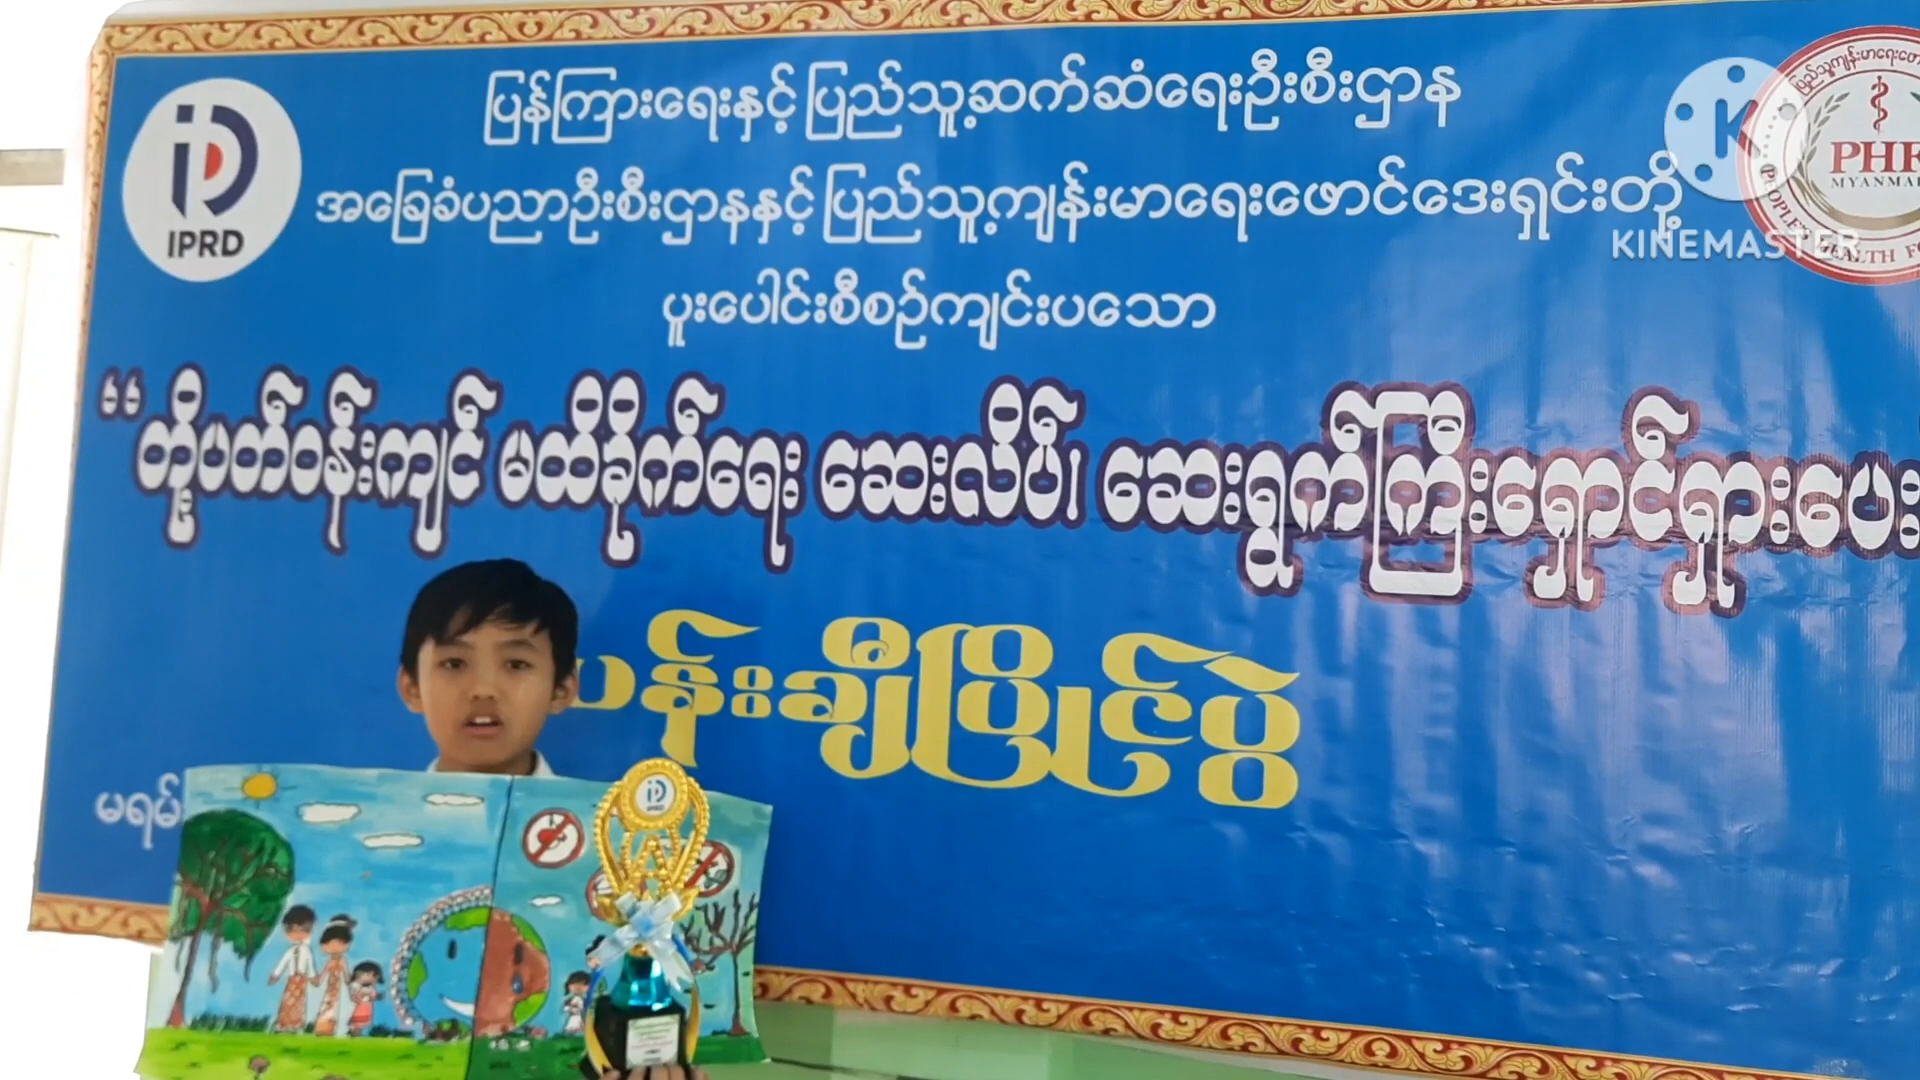 ပြန်ကြားရေးနှင့် ပြည်သူ့ဆက်ဆံရေးဦးစီးဌာန
အခြေခံပညာဦးစီးဌာနနှင့် ပြည်သူ့ကျန်းမာရေးဖောင်ဒေးရှင်းတို့
ပူးပေါင်းစီစဉ်ကျင်းပသော
“တို့ပတ်ဝန်းကျင် မထိခိုက်ရေး ဆေးလိပ်၊ ဆေးရွက်ကြီးရှောင်ရှားပေး
ပန်းချီပြိုင်ပွဲ
IPRD
PHF
MYANMAR
KINEMASTER